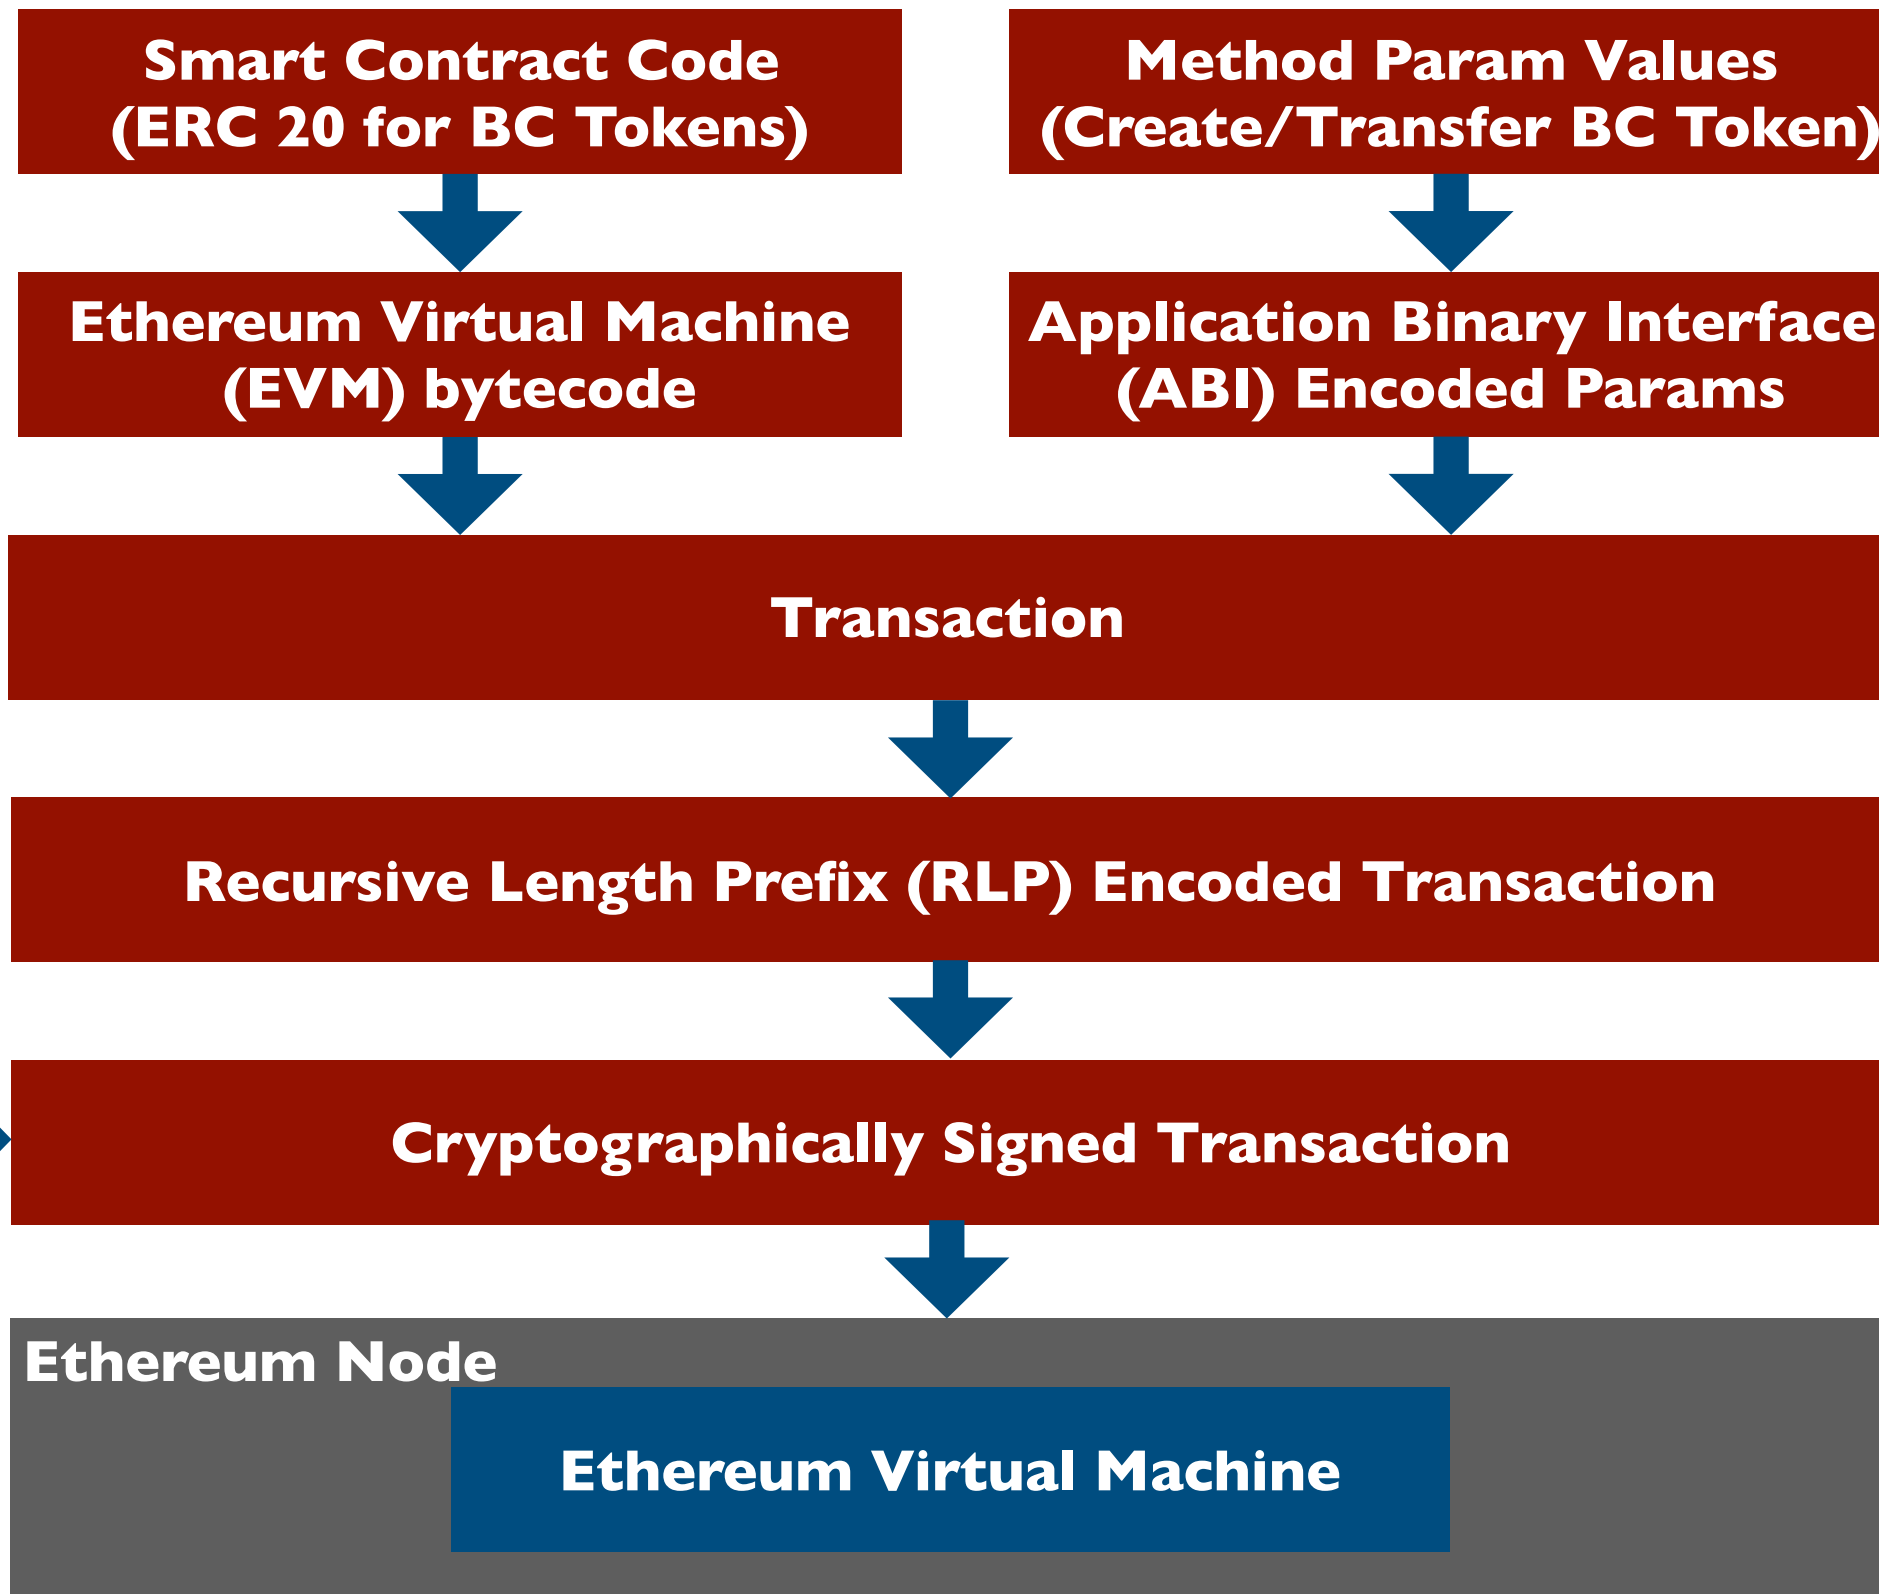 Smart Contract Code
(ERC 20 for BC Tokens)
Method Param Values
(Create/Transfer BC Token)
Ethereum Virtual Machine
(EVM) bytecode
Application Binary Interface
(ABI) Encoded Params
Transaction
Recursive Length Prefix (RLP) Encoded Transaction
Cryptographically Signed Transaction
Ethereum Node
Ethereum Virtual Machine